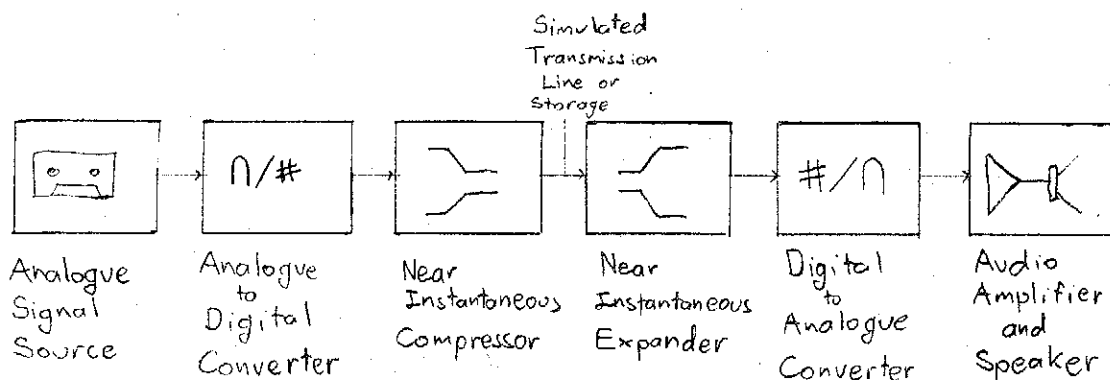 Simulated
Transmission
Line or
Storage
∩/#
#/∩
Analogue
Signal
Source
Analogue
to
Digital
Converter
Near
Instantaneous
Compressor
Near
Instantaneous
Expander
Digital
to
Analogue
Converter
Audio
Amplifier
and
Speaker